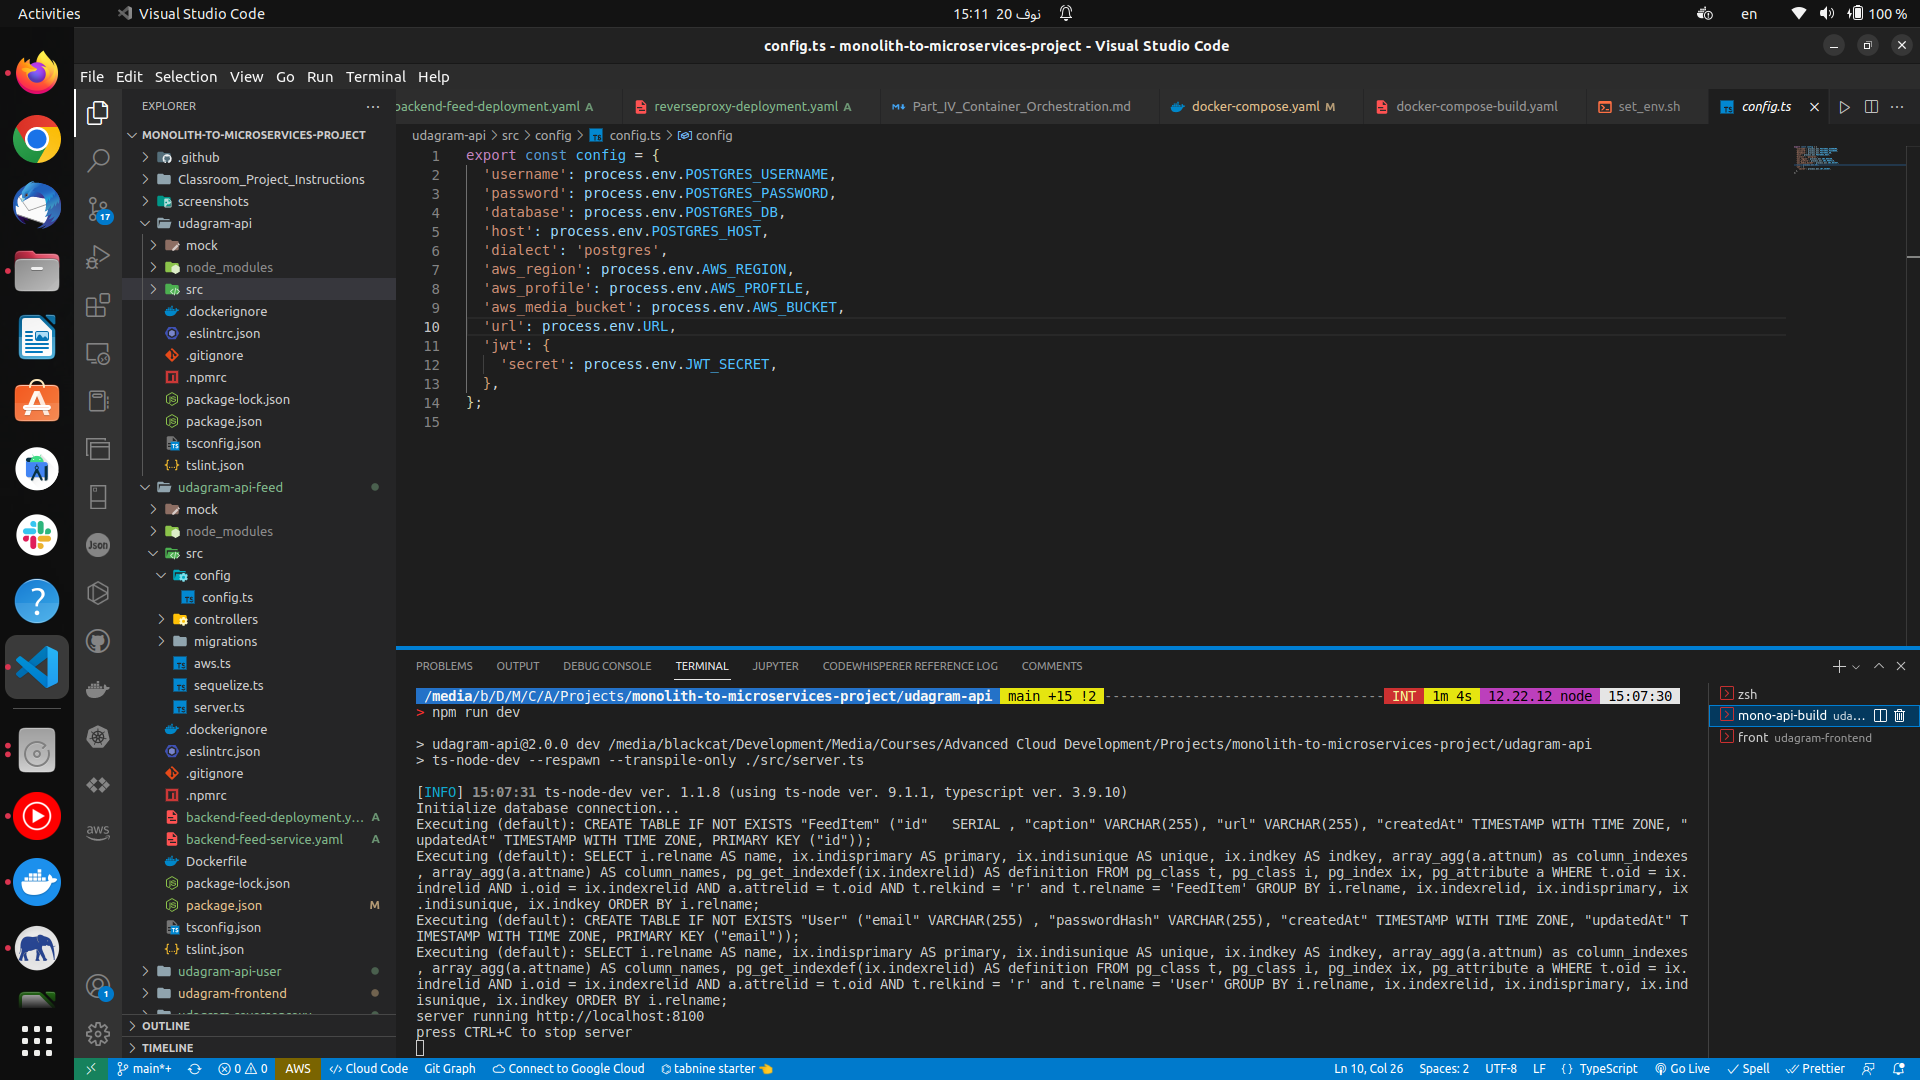 Activities
Visual Studio Code
15:11 20 نوف
en
100 %
config.ts - monolith-to-microservices-project - Visual Studio Code
File Edit Selection View Go Run Terminal Help
EXPLORER
MONOLITH-TO-MICROSERVICES-PROJECT
.github
Classroom_Project_Instructions
screenshots
udagram-api
mock
node_modules
src
.dockerignore
.eslintrc.json
.gitignore
.npmrc
package-lock.json
package.json
tsconfig.json
tslint.json
udagram-api-feed
mock
node_modules
src
config
config.ts
controllers
migrations
aws.ts
sequelize.ts
server.ts
.dockerignore
.eslintrc.json
.gitignore
.npmrc
backend-feed-deployment.y... A
backend-feed-service.yaml A
Dockerfile
package-lock.json
package.json M
tsconfig.json
tslint.json
udagram-api-user
udagram-frontend
OUTLINE
TIMELINE
17
Json
aws
1
backend-feed-deployment.yaml A
reverseproxy-deployment.yaml A
Part_IV_Container_Orchestration.md
docker-compose.yaml M
docker-compose-build.yaml
set_env.sh
config.ts
udagram-api > src > config > config.ts > config
1 export const config = {
2 'username': process.env.POSTGRES_USERNAME,
3 'password': process.env.POSTGRES_PASSWORD,
4 'database': process.env.POSTGRES_DB,
5 'host': process.env.POSTGRES_HOST,
6 'dialect': 'postgres',
7 'aws_region': process.env.AWS_REGION,
8 'aws_profile': process.env.AWS_PROFILE,
9 'aws_media_bucket': process.env.AWS_BUCKET,
10 'url': process.env.URL,
11 'jwt': {
12 'secret': process.env.JWT_SECRET,
13 },
14 };
15
PROBLEMS OUTPUT DEBUG CONSOLE TERMINAL JUPYTER CODEWHISPERER REFERENCE LOG COMMENTS
/media/b/D/M/C/A/Projects/monolith-to-microservices-project/udagram-api main +15 !2 ---------------------------------- INT 1m 4s 12.22.12 node 15:07:30
> npm run dev
> udagram-api@2.0.0 dev /media/blackcat/Development/Media/Courses/Advanced Cloud Development/Projects/monolith-to-microservices-project/udagram-api
> ts-node-dev --respawn --transpile-only ./src/server.ts
[INFO] 15:07:31 ts-node-dev ver. 1.1.8 (using ts-node ver. 9.1.1, typescript ver. 3.9.10)
Initialize database connection...
Executing (default): CREATE TABLE IF NOT EXISTS "FeedItem" ("id"   SERIAL , "caption" VARCHAR(255), "url" VARCHAR(255), "createdAt" TIMESTAMP WITH TIME ZONE, "
updatedAt" TIMESTAMP WITH TIME ZONE, PRIMARY KEY ("id"));
Executing (default): SELECT i.relname AS name, ix.indisprimary AS primary, ix.indisunique AS unique, ix.indkey AS indkey, array_agg(a.attnum) as column_indexes
, array_agg(a.attname) AS column_names, pg_get_indexdef(ix.indexrelid) AS definition FROM pg_class t, pg_class i, pg_index ix, pg_attribute a WHERE t.oid = ix.
indrelid AND i.oid = ix.indexrelid AND a.attrelid = t.oid AND t.relkind = 'r' and t.relname = 'FeedItem' GROUP BY i.relname, ix.indexrelid, ix.indisprimary, ix
.indisunique, ix.indkey ORDER BY i.relname;
Executing (default): CREATE TABLE IF NOT EXISTS "User" ("email" VARCHAR(255) , "passwordHash" VARCHAR(255), "createdAt" TIMESTAMP WITH TIME ZONE, "updatedAt" T
IMESTAMP WITH TIME ZONE, PRIMARY KEY ("email"));
Executing (default): SELECT i.relname AS name, ix.indisprimary AS primary, ix.indisunique AS unique, ix.indkey AS indkey, array_agg(a.attnum) as column_indexes
, array_agg(a.attname) AS column_names, pg_get_indexdef(ix.indexrelid) AS definition FROM pg_class t, pg_class i, pg_index ix, pg_attribute a WHERE t.oid = ix.
indrelid AND i.oid = ix.indexrelid AND a.attrelid = t.oid AND t.relkind = 'r' and t.relname = 'User' GROUP BY i.relname, ix.indexrelid, ix.indisprimary, ix.ind
isunique, ix.indkey ORDER BY i.relname;
server running http://localhost:8100
press CTRL+C to stop server
zsh
mono-api-build uda...
front udagram-frontend
main*+ 0 0 AWS Cloud Code Git Graph Connect to Google Cloud tabnine starter
Ln 10, Col 26 Spaces: 2 UTF-8 LF {} TypeScript Go Live Spell Prettier